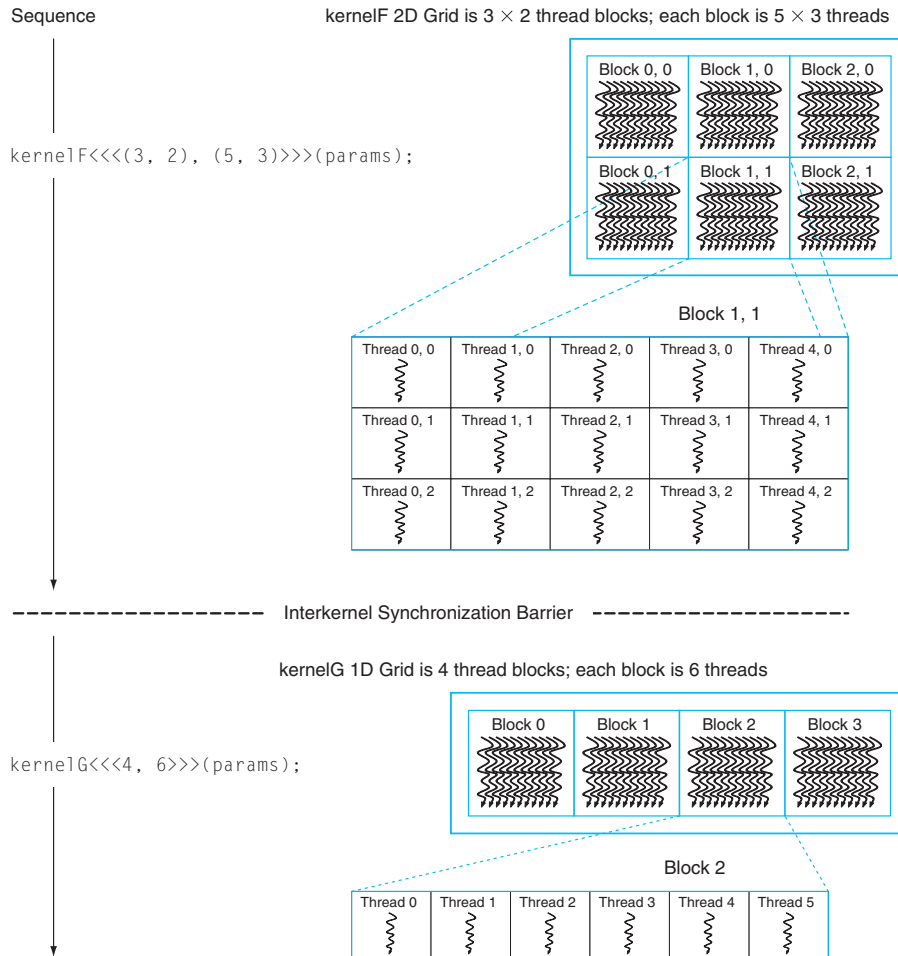 Sequence
kernelF 2D Grid is 3 × 2 thread blocks; each block is 5 × 3 threads
Block 0, 0 Block 1, 0 Block 2, 0
kernelF<<<(3, 2), (5, 3)>>>(params);
Block 0, 1 Block 1, 1 Block 2, 1
Block 1, 1
Thread 0, 0 Thread 1, 0 Thread 2, 0 Thread 3, 0 Thread 4, 0
Thread 0, 1 Thread 1, 1 Thread 2, 1 Thread 3, 1 Thread 4, 1
Thread 0, 2 Thread 1, 2 Thread 2, 2 Thread 3, 2 Thread 4, 2
Interkernel Synchronization Barrier
kernelG 1D Grid is 4 thread blocks; each block is 6 threads
Block 0 Block 1 Block 2 Block 3
kernelG<<<4, 6>>>(params);
Block 2
Thread 0 Thread 1 Thread 2 Thread 3 Thread 4 Thread 5